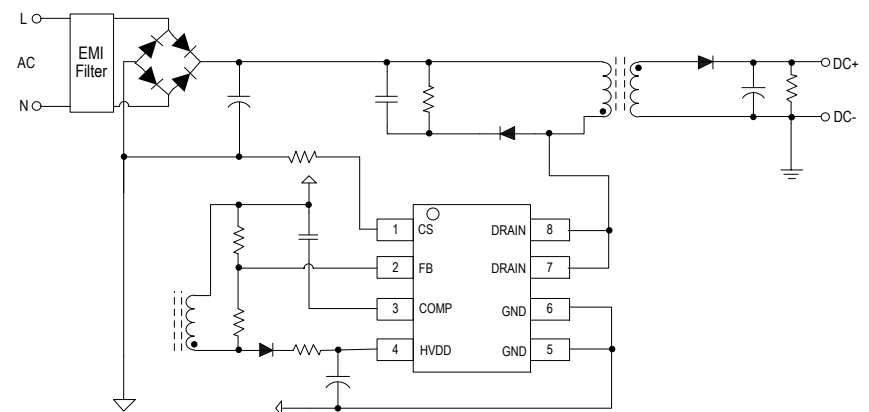 L
EMI
Filter
AC
N
DC+
DC-
1 CS DRAIN 8
2 FB DRAIN 7
3 COMP GND 6
4 HVDD GND 5